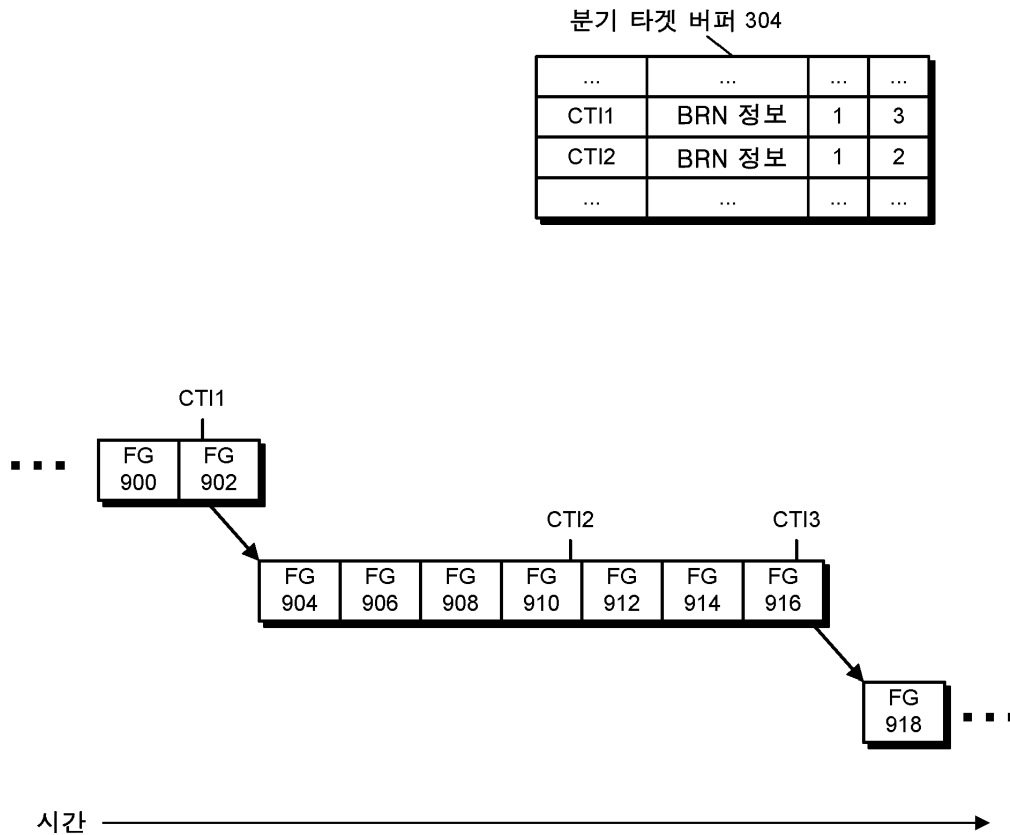 분기 타겟 버퍼 304
... ... ... ...
CTI1 BRN 정보 1 3
CTI2 BRN 정보 1 2
... ... ... ...
CTI1
FG FG
900 902
CTI2 CTI3
FG FG FG FG FG FG FG
904 906 908 910 912 914 916
FG
918
시간